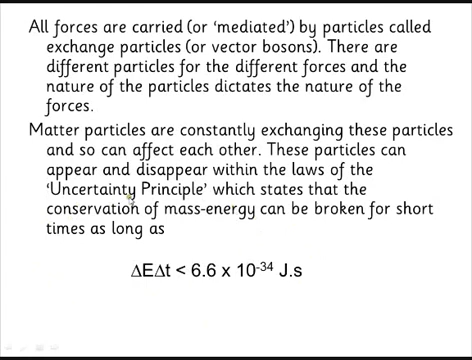 All forces are carried (or 'mediated') by particles called
exchange particles (or vector bosons). There are
different particles for the different forces and the
nature of the particles dictates the nature of the
forces.
Matter particles are constantly exchanging these particles
and so can affect each other. These particles can
appear and disappear within the laws of the
'Uncertainty Principle' which states that the
conservation of mass-energy can be broken for short
times as long as
ΔEΔt < 6.6 x 10⁻³⁴ J.s